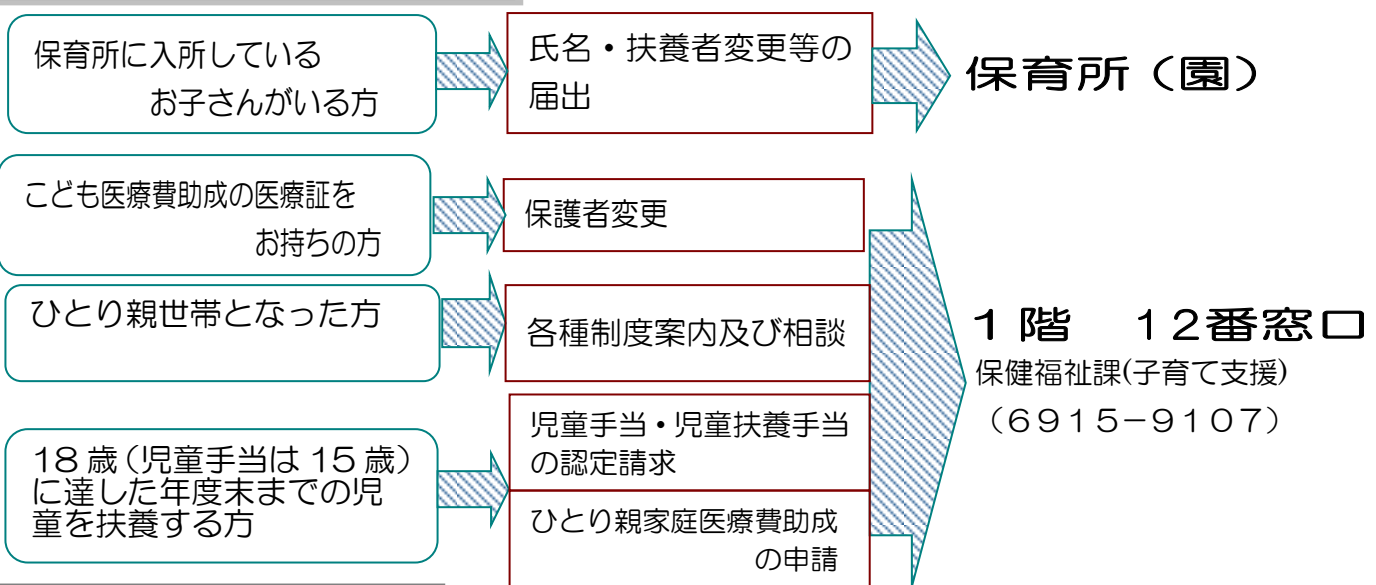 保育所に入所している
お子さんがいる方
氏名・扶養者変更等の
届出
保育所（園）
こども医療費助成の医療証を
お持ちの方
保護者変更
ひとり親世帯となった方
各種制度案内及び相談
18歳（児童手当は15歳）
に達した年度末までの児
童を扶養する方
児童手当・児童扶養手当
の認定請求
ひとり親家庭医療費助成
の申請
１階　１２番窓口
保健福祉課(子育て支援)
（６９１５−９１０７）